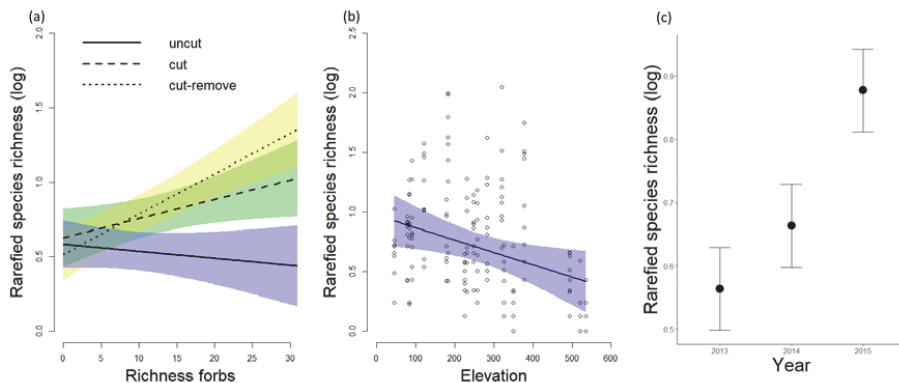 (a)
Rarefied species richness (log)
2.0
1.5
1.0
0.5
0.0
uncut
cut
cut-remove
0 5 10 15 20 25 30
Richness forbs
(b)
Rarefied species richness (log)
2.5
2.0
1.5
1.0
0.5
0.0
0 100 200 300 400 500 600
Elevation
(c)
Rarefied species richness (log)
0.9
0.8
0.7
0.6
0.5
2013 2014 2015
Year